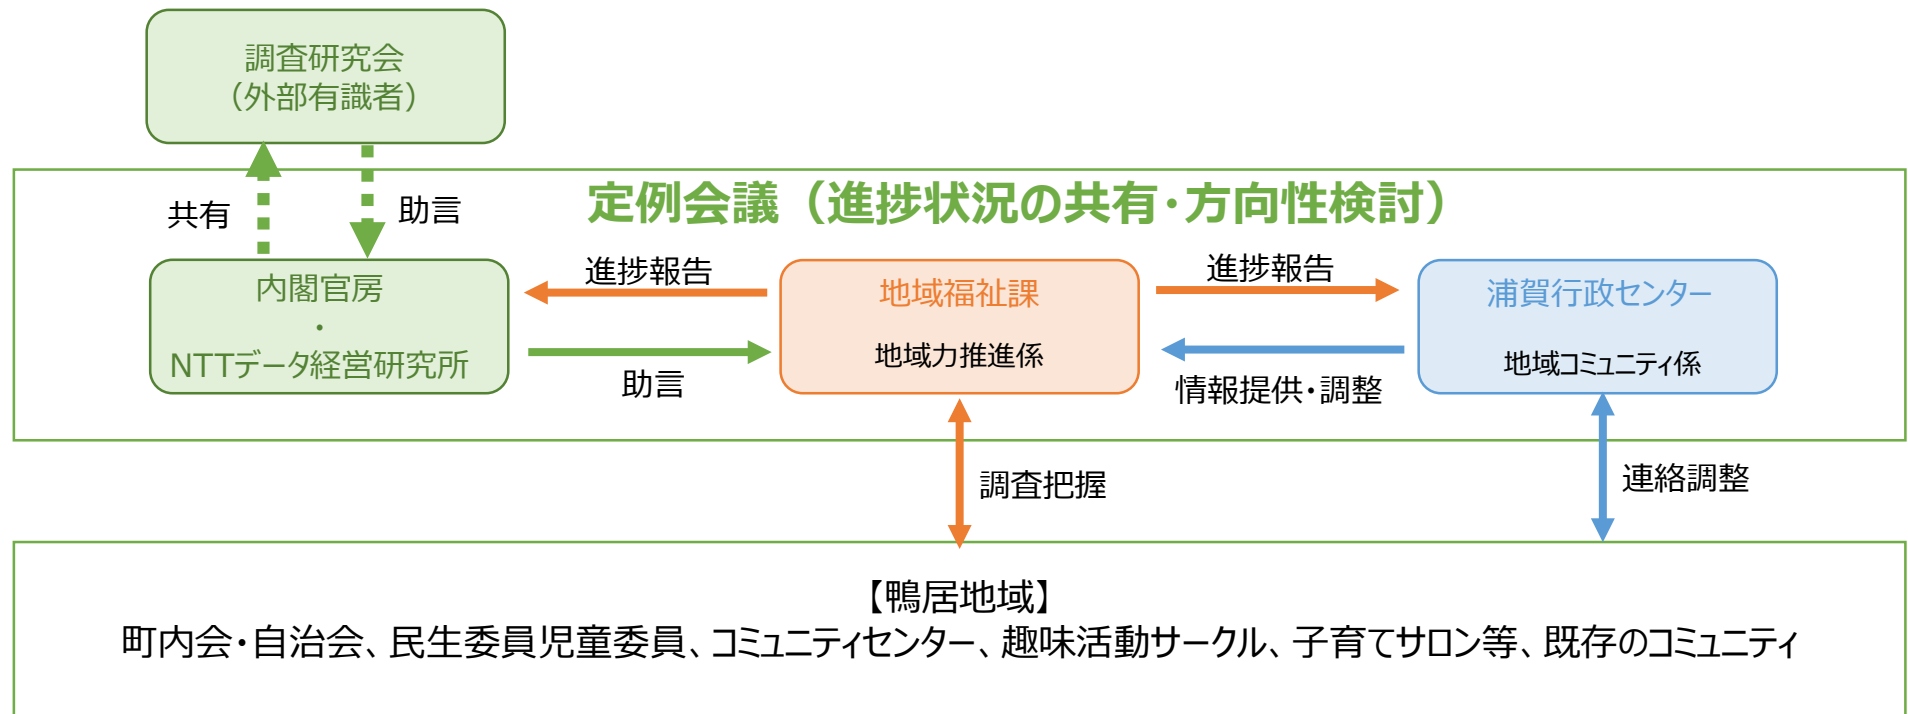 調査研究会
（外部有識者）
定例会議（進捗状況の共有・方向性検討）
共有
助言
内閣官房
・
NTTデータ経営研究所
進捗報告
助言
地域福祉課
地域力推進係
進捗報告
情報提供・調整
浦賀行政センター
地域コミュニティ係
調査把握
連絡調整
【鴨居地域】
町内会・自治会、民生委員児童委員、コミュニティセンター、趣味活動サークル、子育てサロン等、既存のコミュニティ